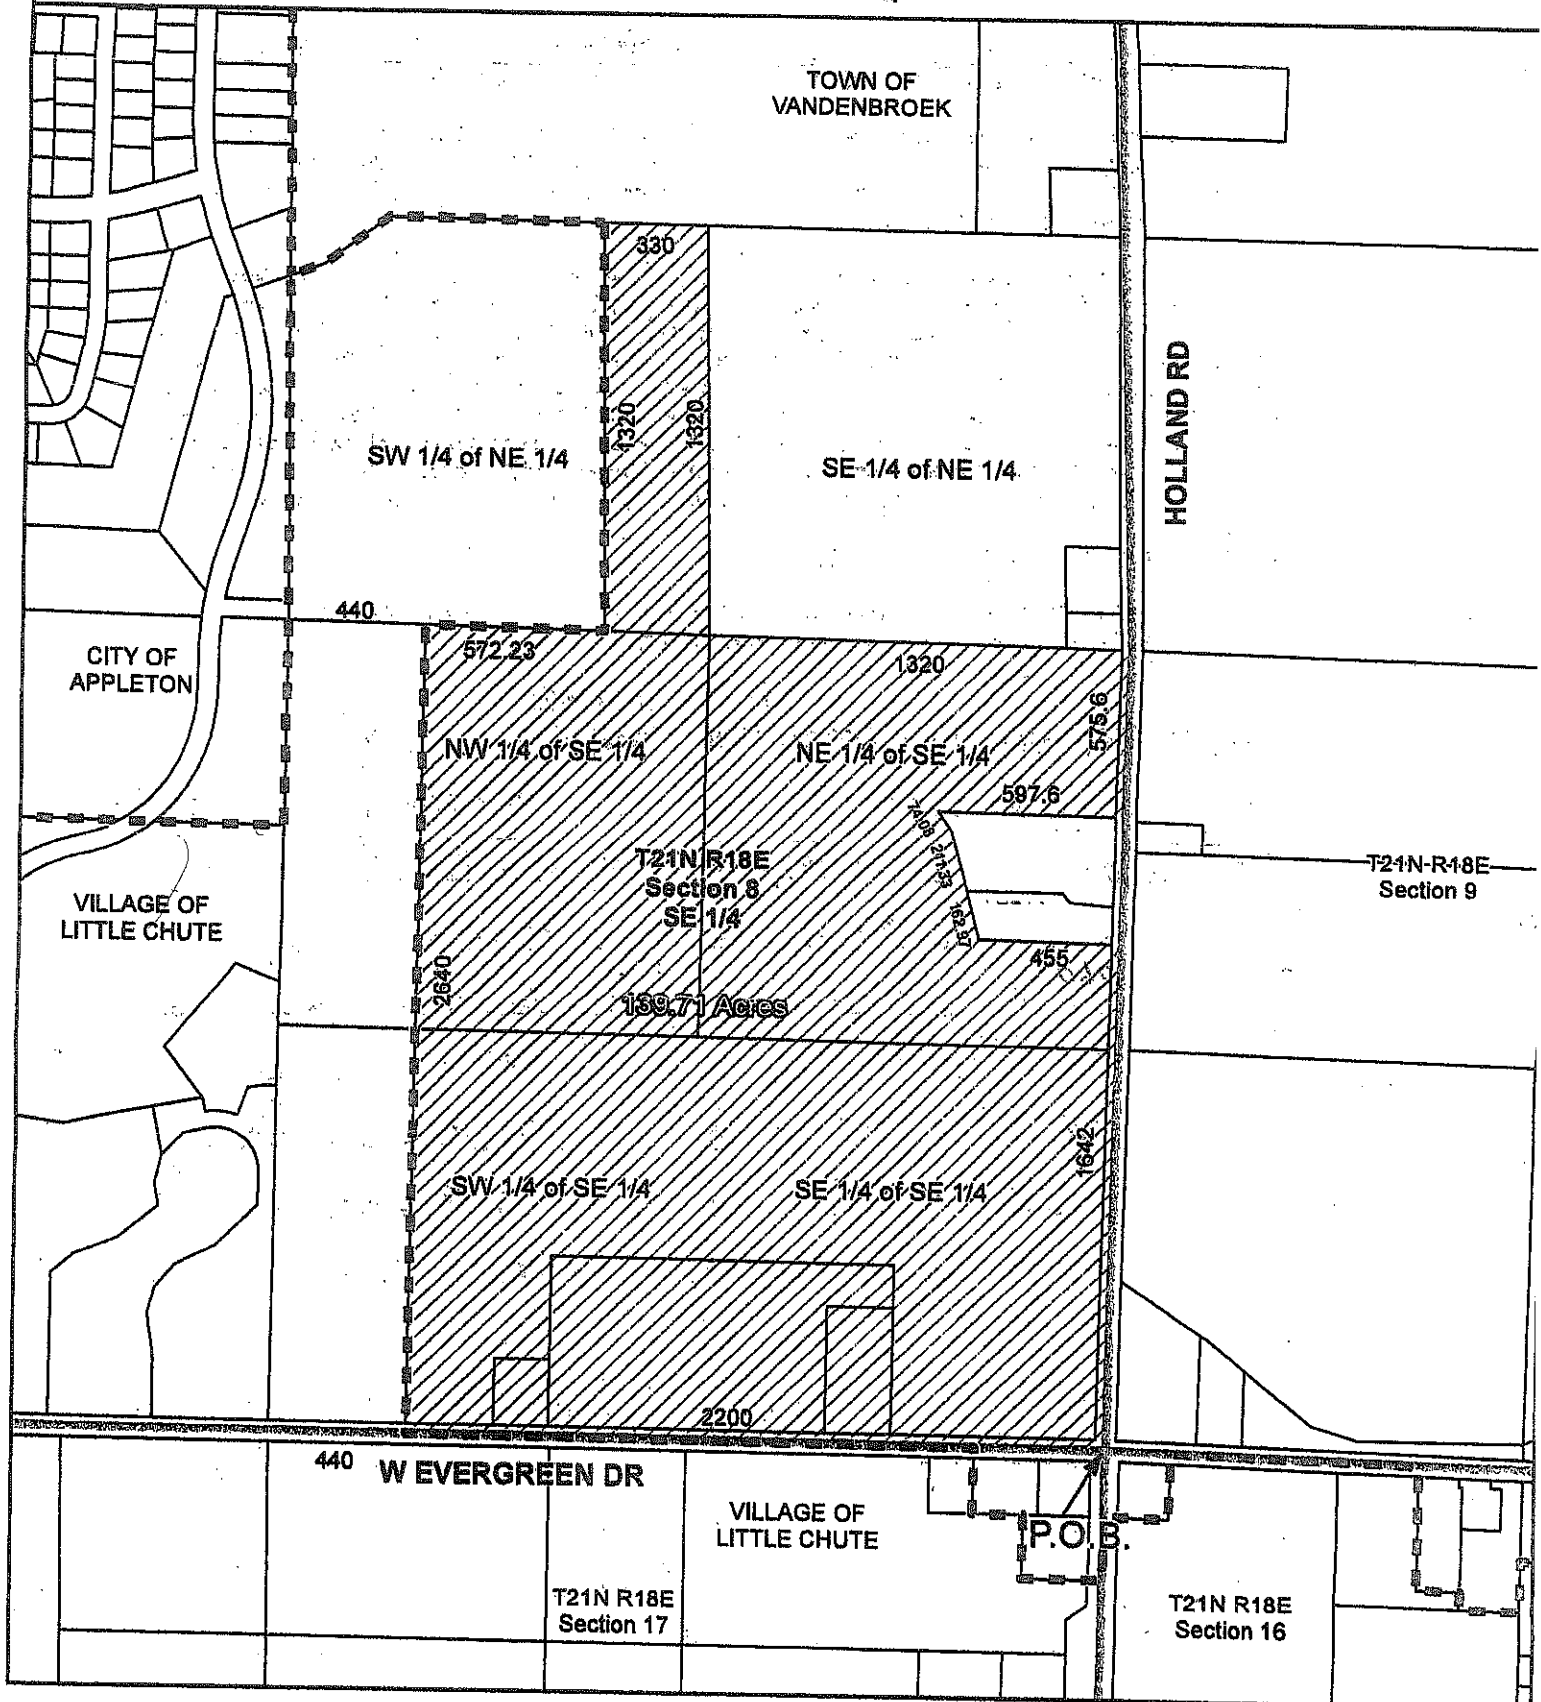 TOWN OF
VANDENBROEK
330
HOLLAND RD
1320
1320
SW 1/4 of NE 1/4
SE 1/4 of NE 1/4
440
572.23
1320
CITY OF
APPLETON
575.6
NW 1/4 of SE 1/4
NE 1/4 of SE 1/4
597.6
74.08
211.33
162.97
T21N R18E
Section 8
SE 1/4
T21N-R18E
Section 9
VILLAGE OF
LITTLE CHUTE
455
2640
139.71 Acres
1642
SW 1/4 of SE 1/4
SE 1/4 of SE 1/4
2200
440
W EVERGREEN DR
VILLAGE OF
LITTLE CHUTE
P.O.B.
T21N R18E
Section 17
T21N R18E
Section 16